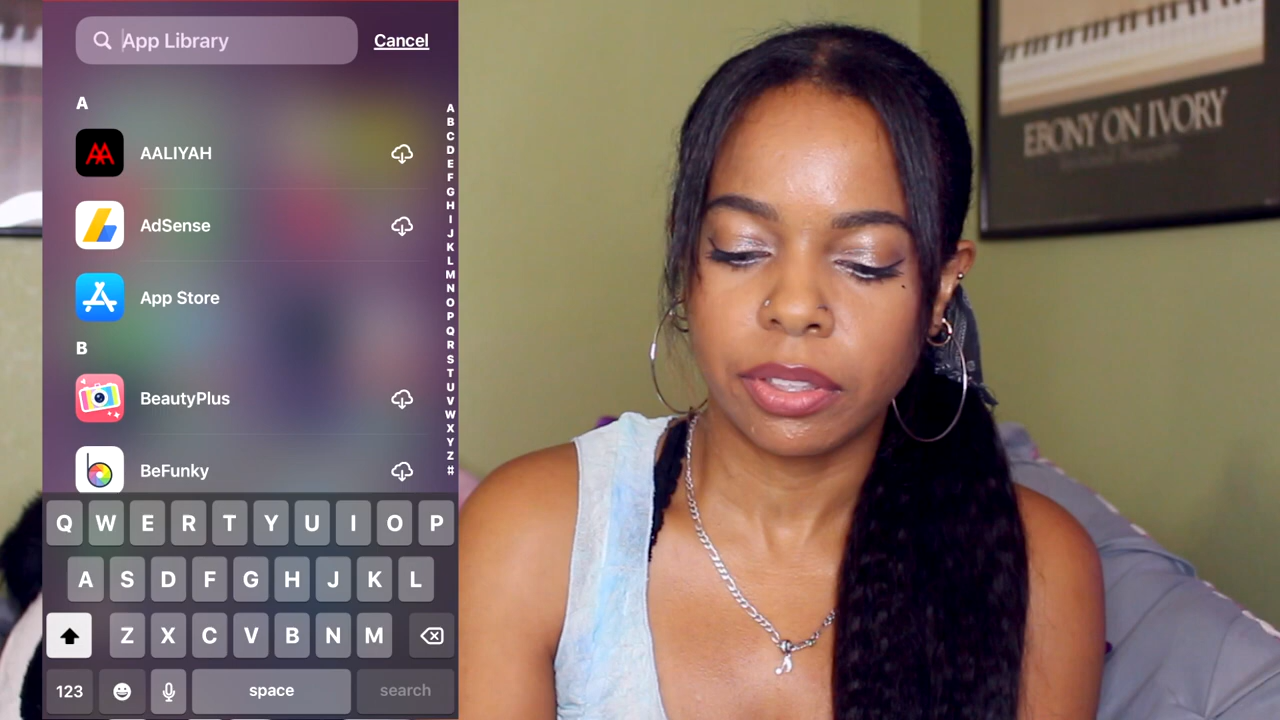 App Library
Cancel
A
AALIYAH
AdSense
App Store
B
BeautyPlus
BeFunky
A
B
C
D
E
F
G
H
I
J
K
L
M
N
O
P
Q
R
S
T
U
V
W
X
Y
Z
#
Q W E R T Y U I O P
A S D F G H J K L
Z X C V B N M
123 space search
EBONY ON IVORY